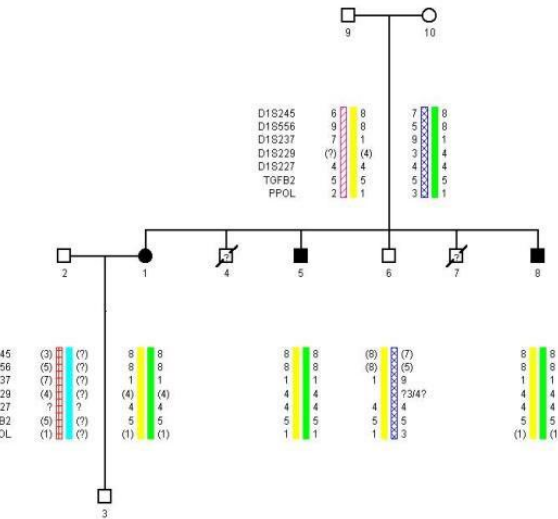 9 10
D1S245 6 8 7 8
D1S556 9 8 5 8
D1S237 7 1 9 1
D1S229 (?) (4) 3 4
D1S227 4 4 4 4
TGFB2 5 5 5 5
PPOL 2 1 3 1
? ?
2 1 4 5 6 7 8
45 (3) (?) 8 8 8 8 (8) (7) 8 8
56 (5) (?) 8 8 8 8 (8) (5) 8 8
37 (7) (?) 1 1 1 1 1 9 1 1
29 (4) (?) (4) (4) 4 4 ?3/4? 4 4
27 ? ? 4 4 4 4 4 4 4 4
B2 (5) (?) 5 5 5 5 5 5 5 5
OL (1) (?) (1) (1) 1 1 1 3 (1) (1
3